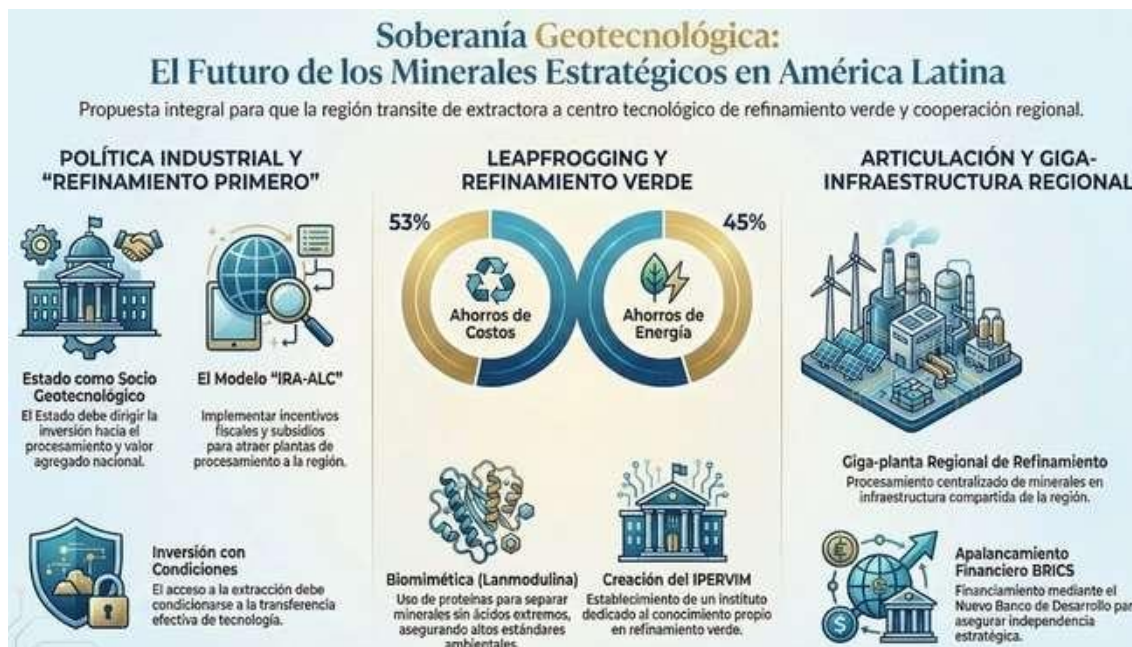 Soberanía Geotecnológica:
El Futuro de los Minerales Estratégicos en América Latina
Propuesta integral para que la región transite de extractora a centro tecnológico de refinamiento verde y cooperación regional.
POLÍTICA INDUSTRIAL Y
“REFINAMIENTO PRIMERO”
Estado como Socio
Geotecnológico
El Estado debe dirigir la
inversión hacia el
procesamiento y valor
agregado nacional.
El Modelo “IRA-ALC”
Implementar incentivos
fiscales y subsidios
para atraer plantas de
procesamiento a la región.
Inversión con
Condiciones
El acceso a la extracción debe
condicionarse a la transferencia
efectiva de tecnología.
LEAPFROGGING Y
REFINAMIENTO VERDE
53%
Ahorros de
Costos
45%
Ahorros de
Energía
Biomimética (Lanmodulina)
Uso de proteínas para separar
minerales sin ácidos extremos,
asegurando altos estándares
ambientales.
Creación del IPERVIM
Establecimiento de un instituto
dedicado al conocimiento propio
en refinamiento verde.
ARTICULACIÓN Y GIGA-
INFRAESTRUCTURA REGIONAL
Giga-planta Regional de Refinamiento
Procesamiento centralizado de minerales en
infraestructura compartida de la región.
Apalancamiento
Financiero BRICS
Financiamiento mediante el
Nuevo Banco de Desarrollo par
asegurar independencia
estratégica.